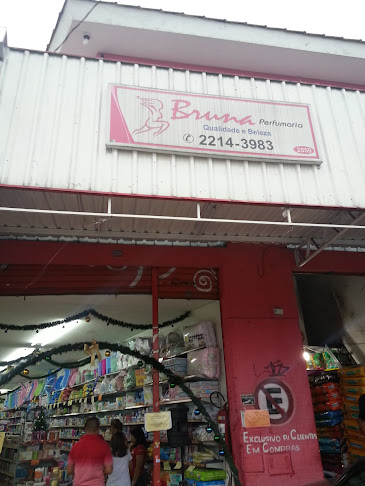 Bruna Perfumaria
Qualidade e Beleza
2214-3983
E
EXCLUSIVO P/ CLIENTES
EM COMPRAS